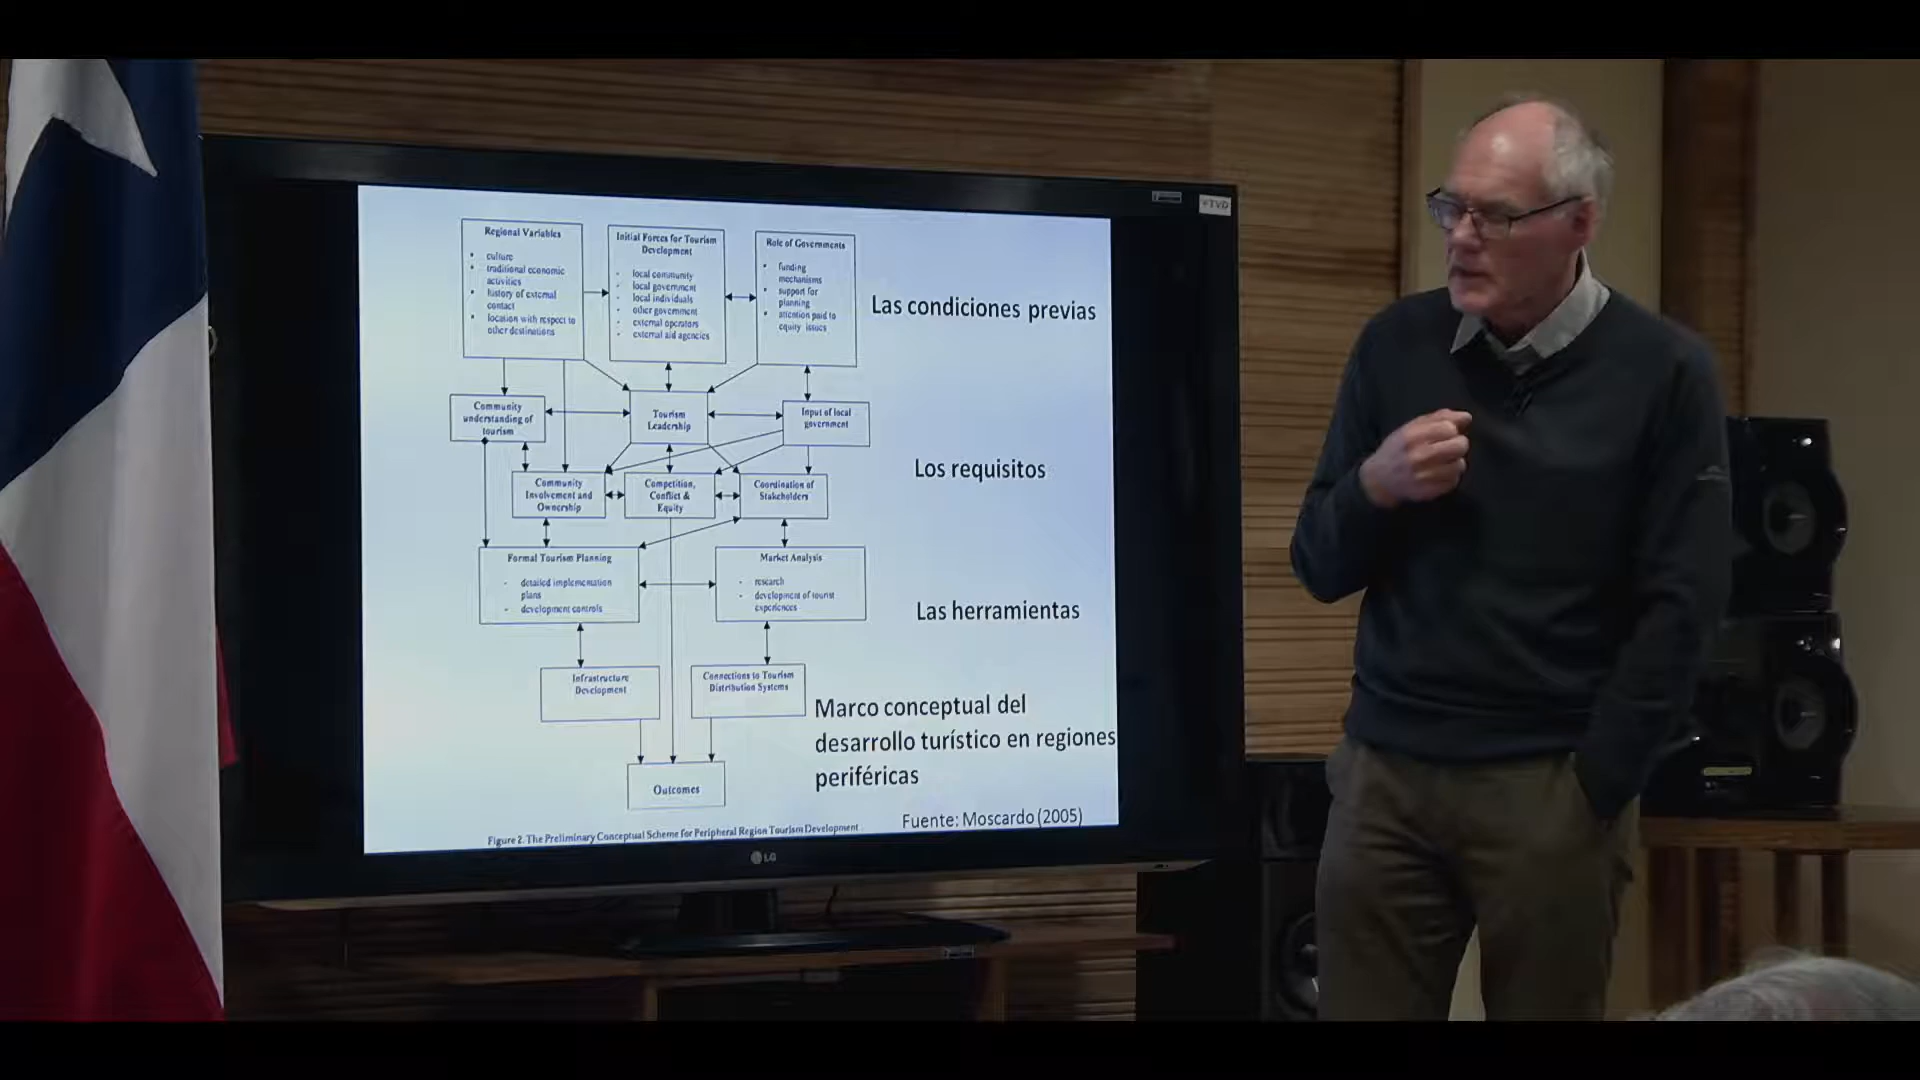 Regional Variables
• culture
• traditional economic
activities
• history of external
contact
• location with respect to
other destinations
Initial Forces for Tourism
Development
• local community
• local government
• local individuals
• other government
• external operators
• external aid agencies
Role of Governments
• funding
mechanisms
• support for
planning
• attention paid to
equity issues
Las condiciones previas
Community
understanding of
tourism
Tourism
Leadership
Input of local
government
Los requisitos
Community
Involvement and
Ownership
Competition,
Conflict &
Equity
Coordination of
Stakeholders
Formal Tourism Planning
- detailed implementation
plans
- development controls
Market Analysis
- research
- development of tourist
experiences
Las herramientas
Infrastructure
Development
Connections to Tourism
Distribution Systems
Marco conceptual del
desarrollo turístico en regiones
periféricas
Outcomes
Fuente: Moscardo (2005)
Figure 2. The Preliminary Conceptual Scheme for Peripheral Region Tourism Development
LG